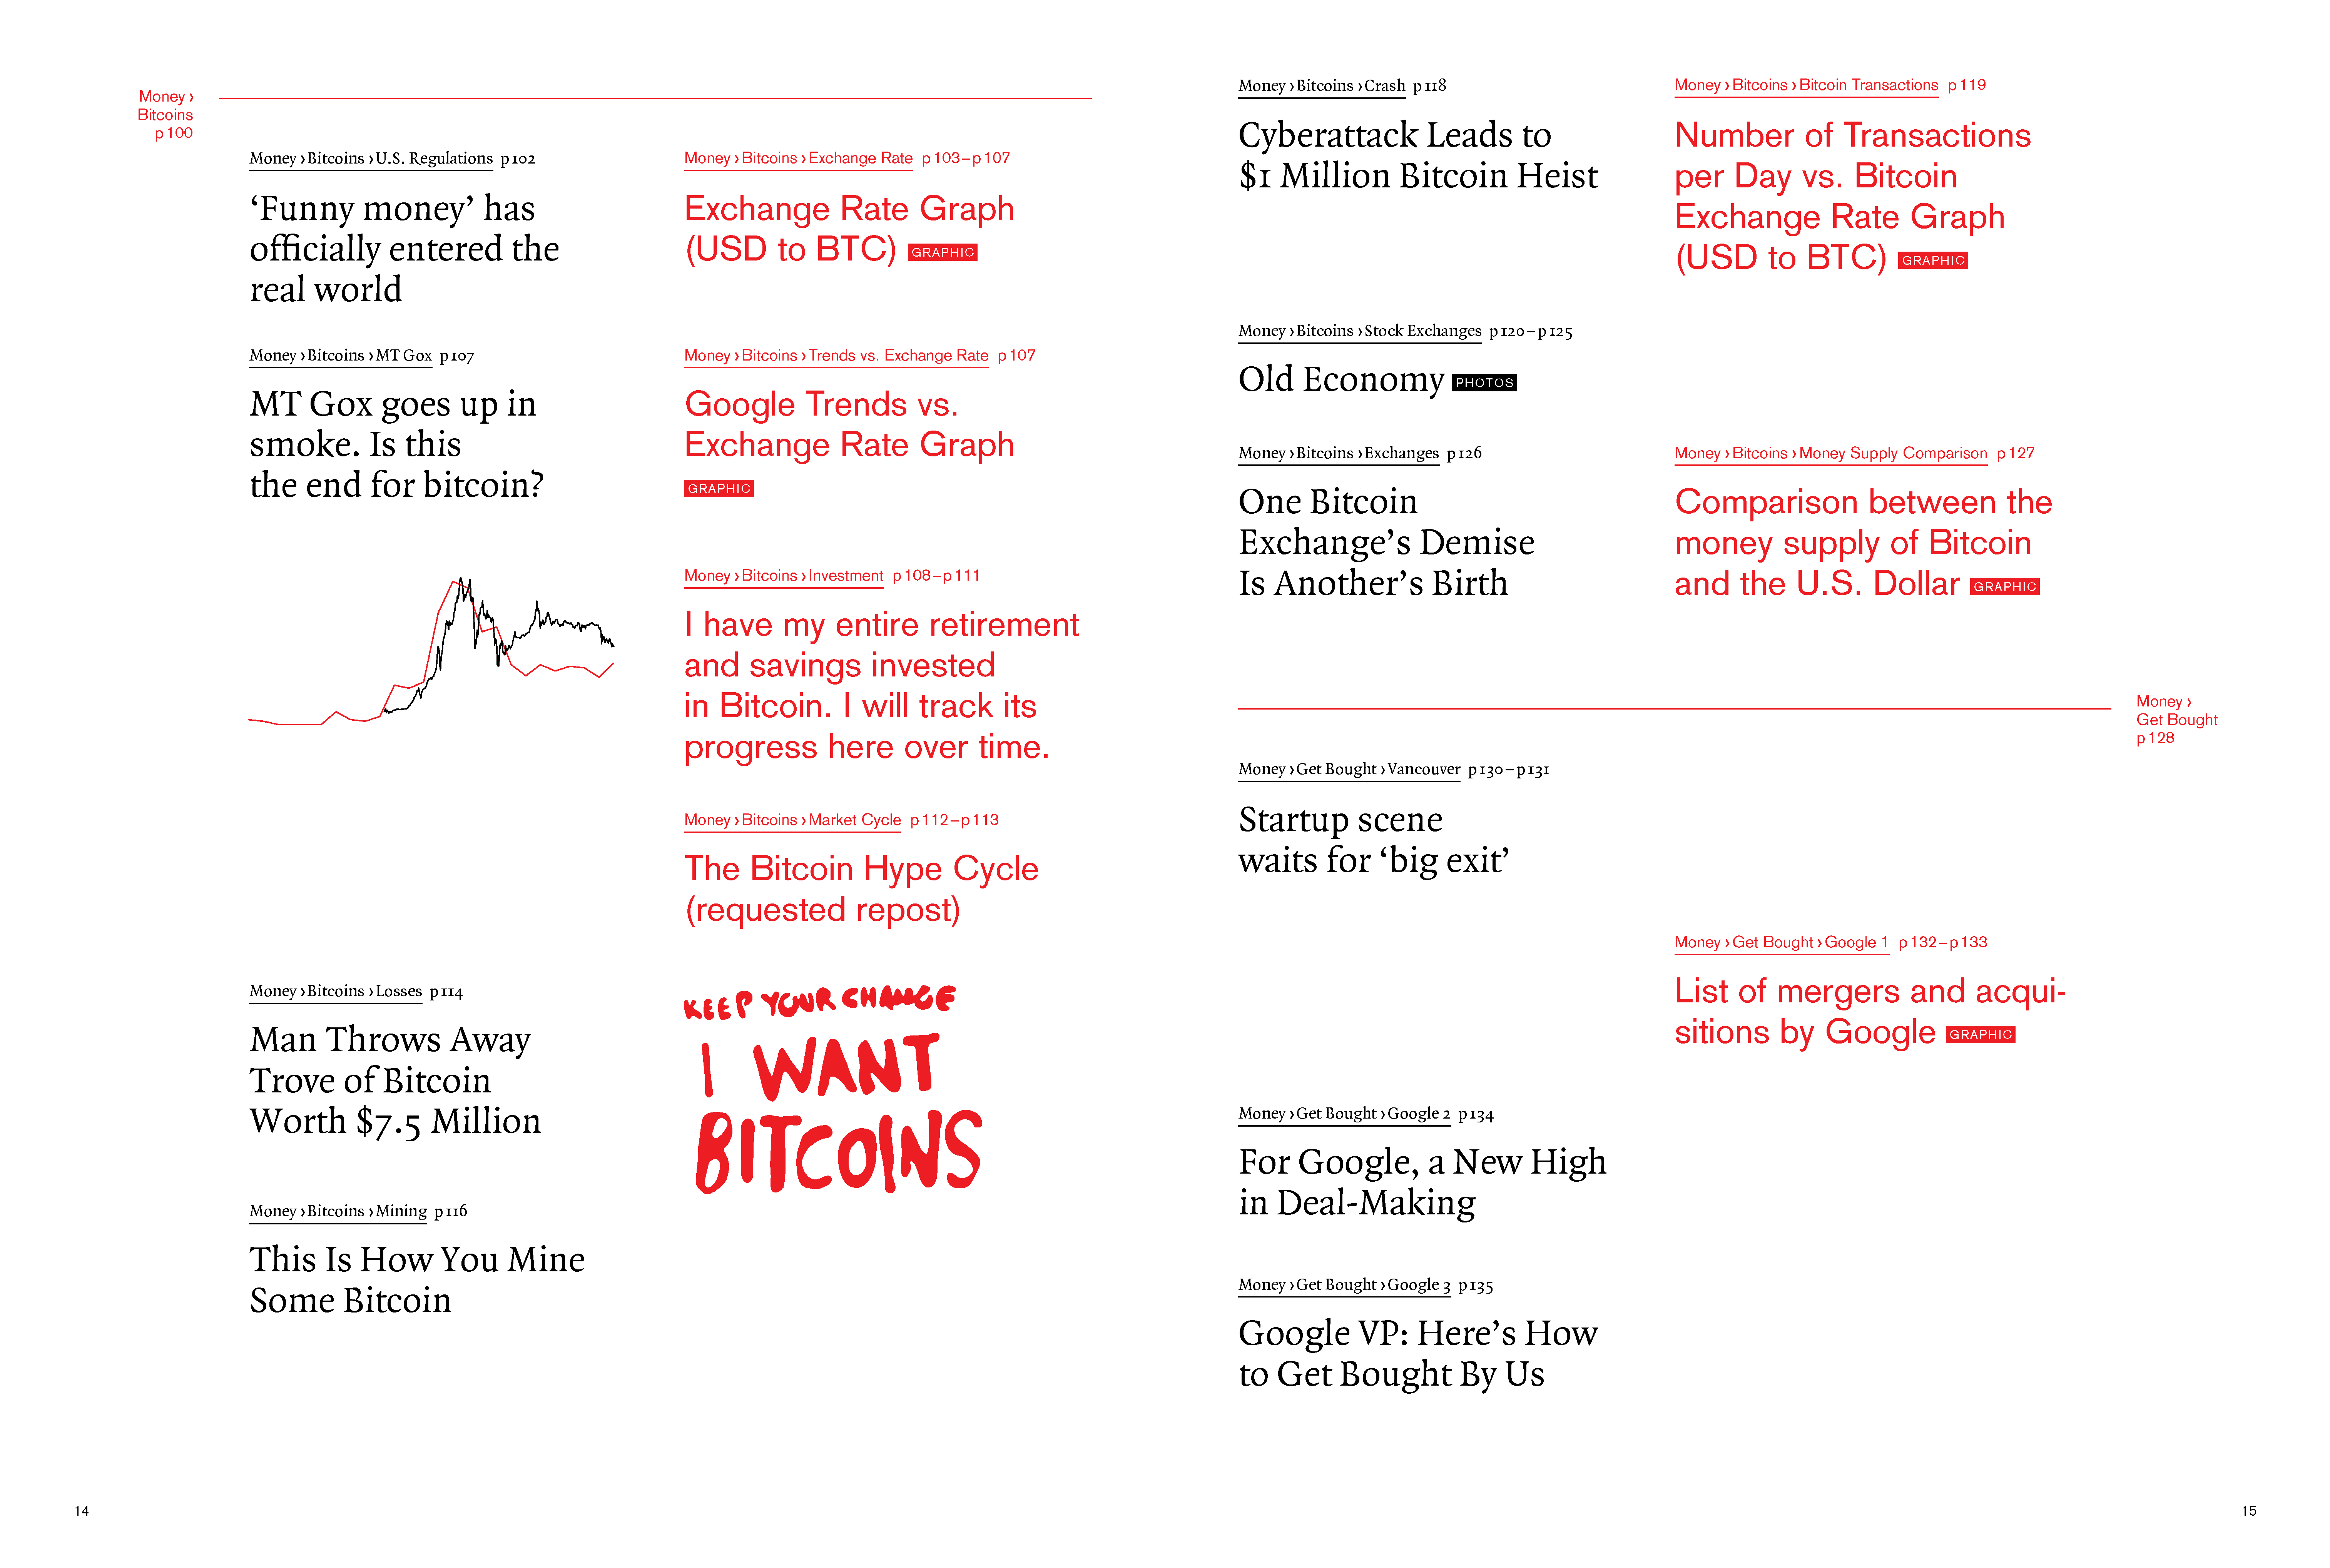 Money ›
Bitcoins
p 100
Money › Bitcoins › U.S. Regulations p 102
‘Funny money’ has
officially entered the
real world
Money › Bitcoins › Exchange Rate p 103 – p 107
Exchange Rate Graph
(USD to BTC) GRAPHIC
Money › Bitcoins › MT Gox p 107
MT Gox goes up in
smoke. Is this
the end for bitcoin?
Money › Bitcoins › Trends vs. Exchange Rate p 107
Google Trends vs.
Exchange Rate Graph
GRAPHIC
Money › Bitcoins › Investment p 108 – p 111
I have my entire retirement
and savings invested
in Bitcoin. I will track its
progress here over time.
Money › Bitcoins › Market Cycle p 112 – p 113
The Bitcoin Hype Cycle
(requested repost)
Money › Bitcoins › Losses p 114
Man Throws Away
Trove of Bitcoin
Worth $7.5 Million
KEEP YOUR CHANGE
I WANT
BITCOINS
Money › Bitcoins › Mining p 116
This Is How You Mine
Some Bitcoin
14
Money › Bitcoins › Crash p 118
Cyberattack Leads to
$1 Million Bitcoin Heist
Money › Bitcoins › Bitcoin Transactions p 119
Number of Transactions
per Day vs. Bitcoin
Exchange Rate Graph
(USD to BTC) GRAPHIC
Money › Bitcoins › Stock Exchanges p 120 – p 125
Old Economy PHOTOS
Money › Bitcoins › Exchanges p 126
One Bitcoin
Exchange’s Demise
Is Another’s Birth
Money › Bitcoins › Money Supply Comparison p 127
Comparison between the
money supply of Bitcoin
and the U.S. Dollar GRAPHIC
Money ›
Get Bought
p 128
Money › Get Bought › Vancouver p 130 – p 131
Startup scene
waits for ‘big exit’
Money › Get Bought › Google 1 p 132 – p 133
List of mergers and acqui-
sitions by Google GRAPHIC
Money › Get Bought › Google 2 p 134
For Google, a New High
in Deal-Making
Money › Get Bought › Google 3 p 135
Google VP: Here’s How
to Get Bought By Us
15